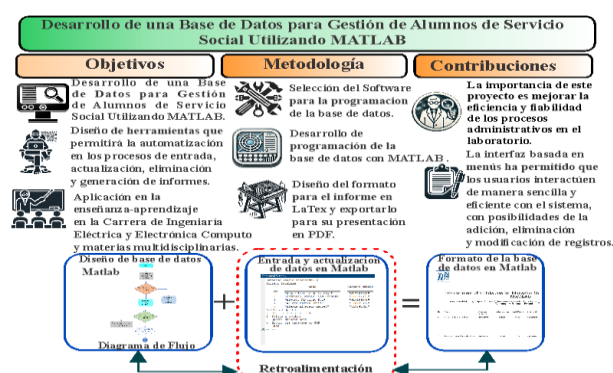 Desarrollo de una Base de Datos para Gestión de Alumnos de Servicio
Social Utilizando MATLAB
Objetivos
Desarrollo de una Base
de Datos para Gestión
de Alumnos de Servicio
Social Utilizando MATLAB.
Diseño de herramientas que
permitirá la automatización
en los procesos de entrada,
actualización, eliminación
y generación de informes.
Aplicación en la
enseñanza-aprendizaje
en la Carrera de Ingeniaría
Eléctrica y Electrónica Computo
y materias multidisciplinarias.
Metodología
Selección del Software
para la programacion
de la base de datos.
Desarrollo de
programación de la
base de datos con MATLAB .
Diseño del formato
para el informe en
LaTex y exportarlo
para su presentación
en PDF.
Contribuciones
La importancia de este
proyecto es mejorar la
eficiencia y fiabilidad
de los procesos
administrativos en el
laboratorio.
La interfaz basada en
menús ha permitido que
los usuarios interactúen
de manera sencilla y
eficiente con el sistema,
con posibilidades de la
adición, eliminación
y modificación de registros.
Diseño de base de datos
Matlab
Diagrama de Flujo
+
Entrada y actualización
de datos en Matlab
=
Formato de la base
de datos en Matlab
Retroalimentación